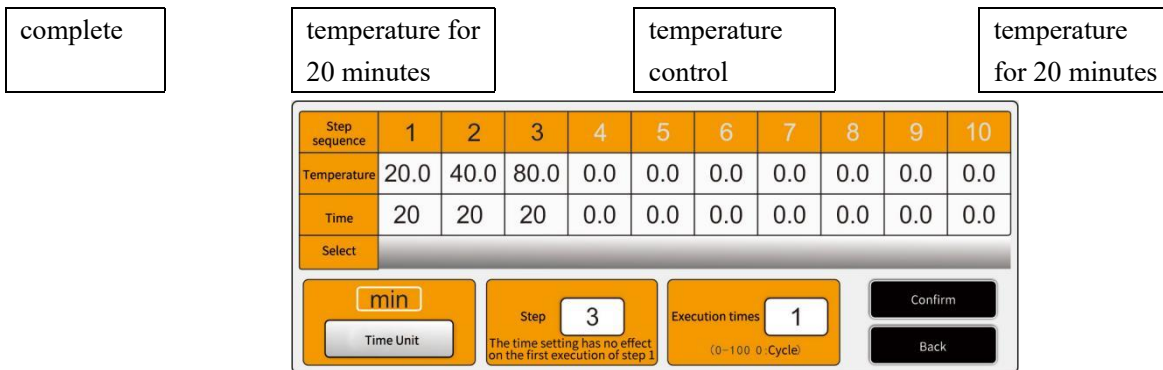 complete
temperature for
20 minutes
temperature
control
temperature
for 20 minutes
Step
sequence 1 2 3 4 5 6 7 8 9 10
Temperature 20.0 40.0 80.0 0.0 0.0 0.0 0.0 0.0 0.0 0.0
Time 20 20 20 0.0 0.0 0.0 0.0 0.0 0.0 0.0
Select
min
Time Unit
Step 3
The time setting has no effect
on the first execution of step 1
Execution times 1
(0-100 0:Cycle)
Confirm
Back